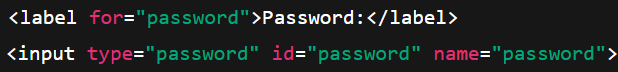 <label for="password">Password:</label>
<input type="password" id="password" name="password">